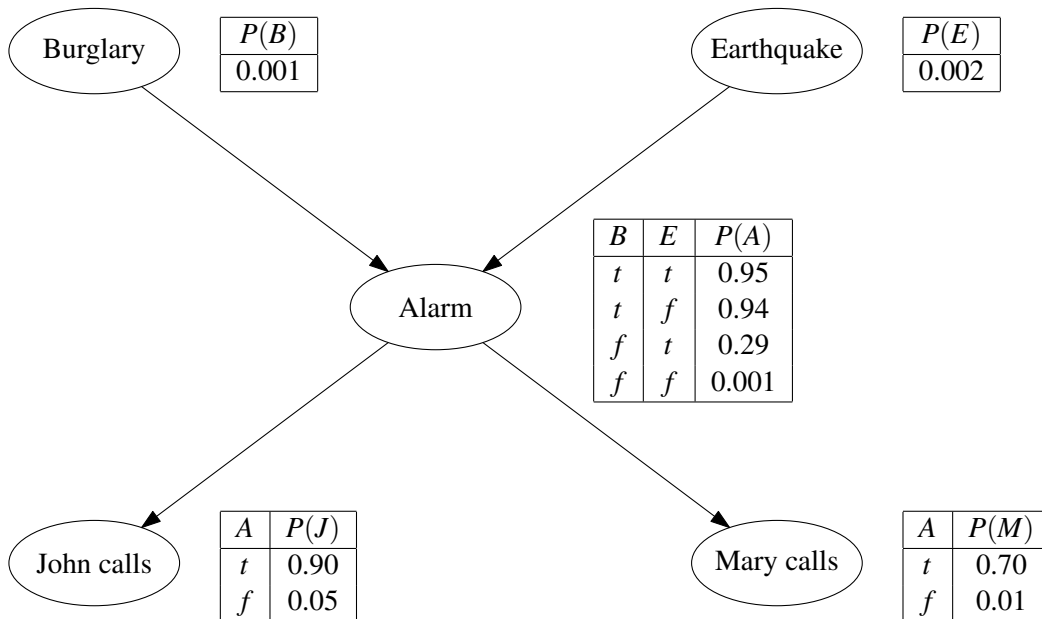 Burglary
P(B)
0.001
Earthquake
P(E)
0.002
B E P(A)
t t 0.95
t f 0.94
f t 0.29
f f 0.001
Alarm
John calls
A P(J)
t 0.90
f 0.05
Mary calls
A P(M)
t 0.70
f 0.01